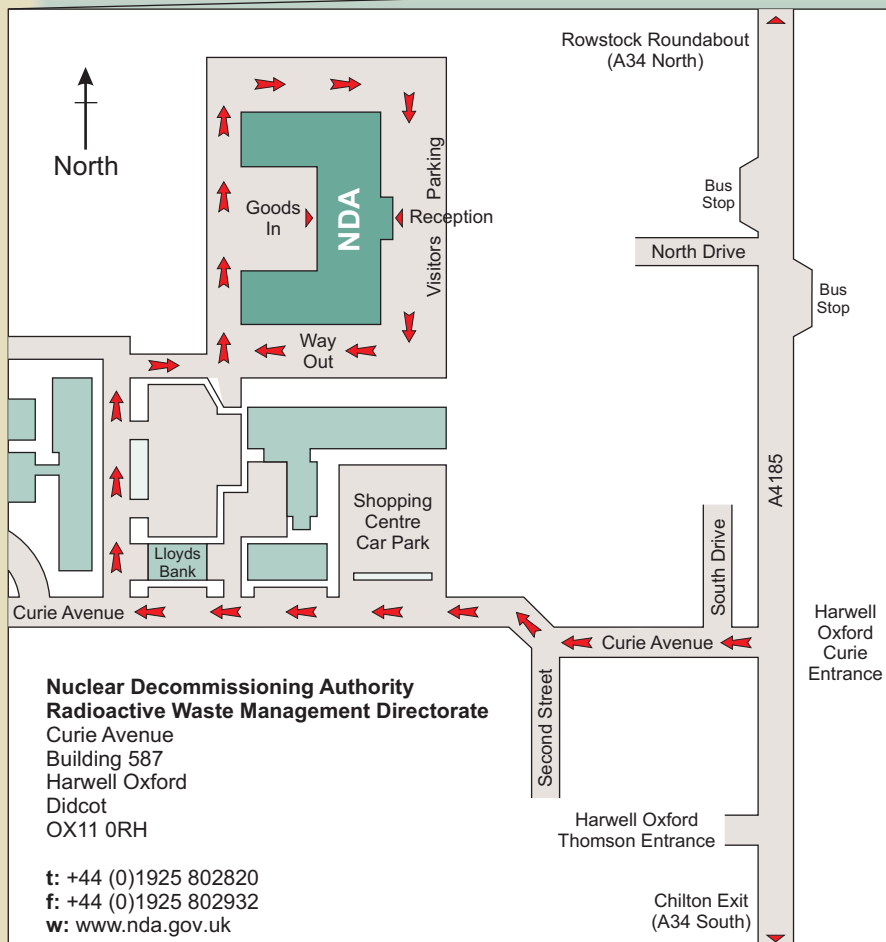 Rowstock Roundabout
(A34 North)
North
Bus
Stop
Goods
In
NDA
Reception
Visitors Parking
North Drive
Bus
Stop
Way
Out
A4185
Shopping
Centre
Car Park
Lloyds
Bank
South Drive
Curie Avenue
Curie Avenue
Harwell
Oxford
Curie
Entrance
Second Street
Nuclear Decommissioning Authority
Radioactive Waste Management Directorate
Curie Avenue
Building 587
Harwell Oxford
Didcot
OX11 0RH
t: +44 (0)1925 802820
f: +44 (0)1925 802932
w: www.nda.gov.uk
Harwell Oxford
Thomson Entrance
Chilton Exit
(A34 South)